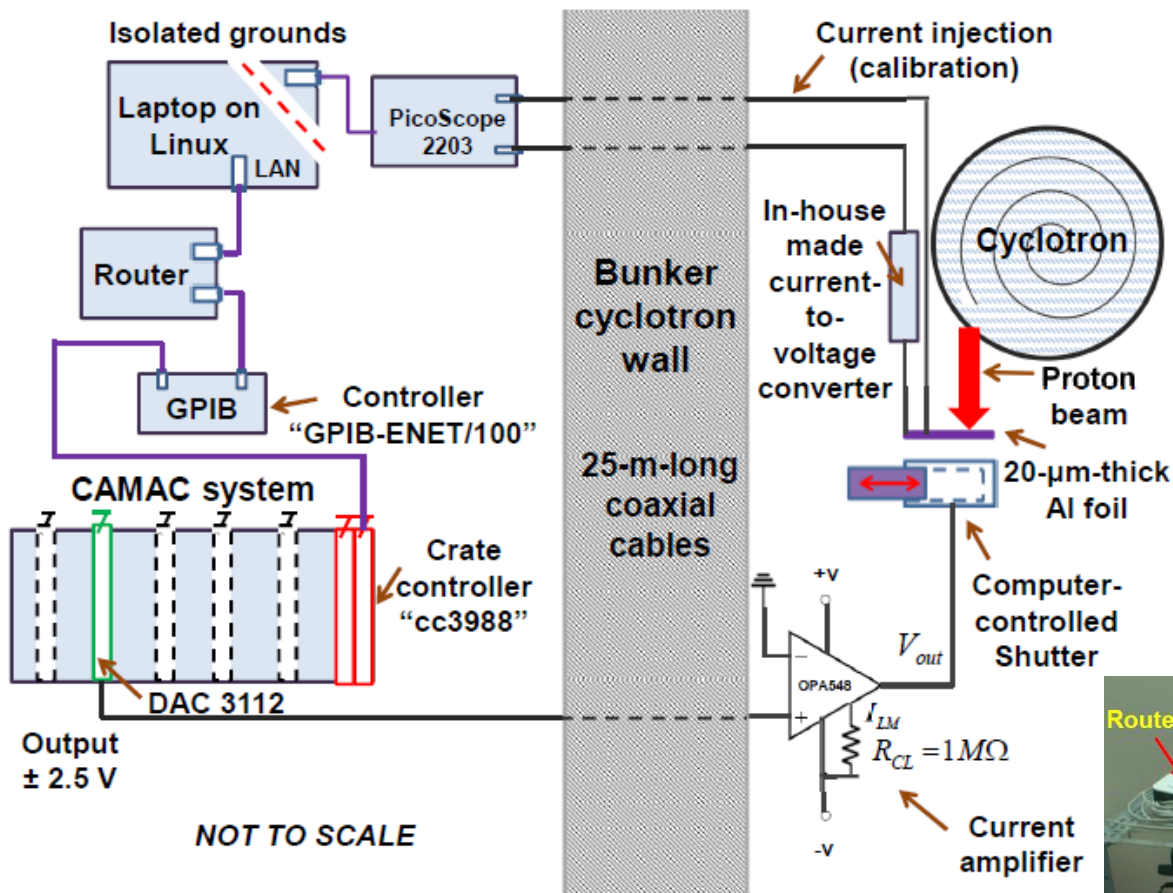 Isolated grounds
Laptop on
Linux
LAN
PicoScope
2203
Current injection
(calibration)
Cyclotron
In-house
made
current-
to-
voltage
converter
Router
Bunker
cyclotron
wall
Proton
beam
GPIB
Controller
“GPIB-ENET/100”
20-µm-thick
Al foil
25-m-long
coaxial
cables
CAMAC system
Crate
controller
“cc3988”
Computer-
controlled
Shutter
+V
Vout
OPA548
−
+
ILM
RCL = 1MΩ
-V
DAC 3112
Output
± 2.5 V
Current
amplifier
NOT TO SCALE
Route